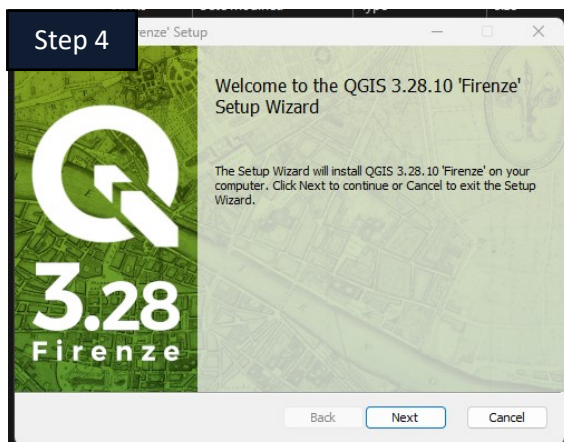 Step 4
Firenze' Setup
Welcome to the QGIS 3.28.10 'Firenze'
Setup Wizard
The Setup Wizard will install QGIS 3.28.10 'Firenze' on your
computer. Click Next to continue or Cancel to exit the Setup
Wizard.
3.28
Firenze
Back Next Cancel